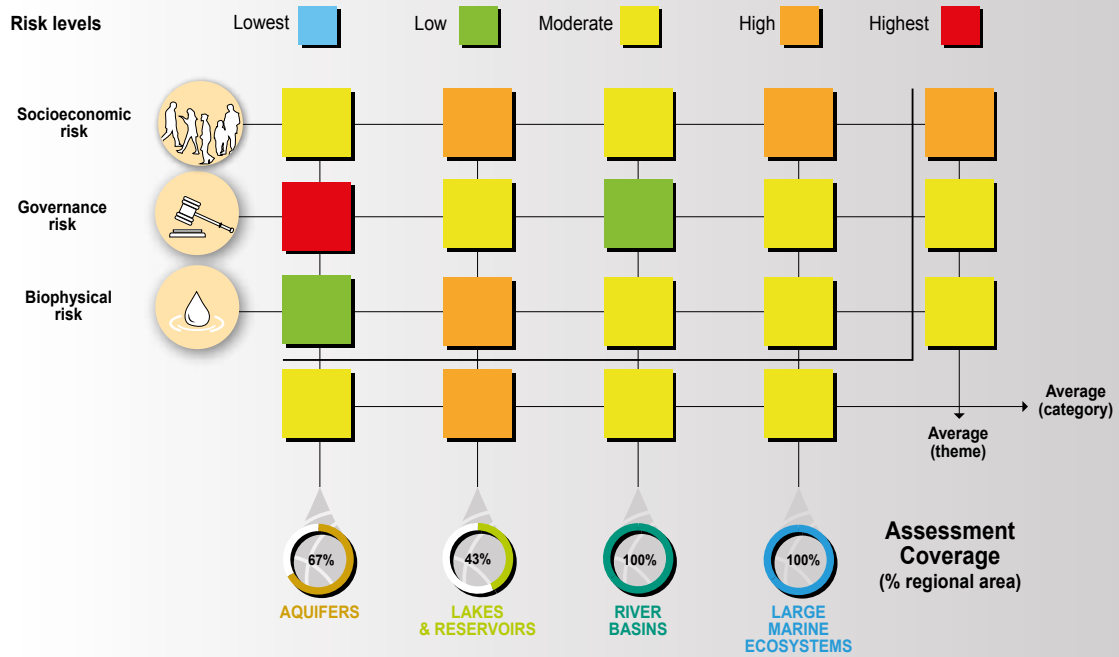 Risk levels
Lowest
Low
Moderate
High
Highest
Socioeconomic
risk
Governance
risk
Biophysical
risk
Average
(category)
Average
(theme)
67%
43%
100%
100%
Assessment
Coverage
(% regional area)
AQUIFERS
LAKES
& RESERVOIRS
RIVER
BASINS
LARGE
MARINE
ECOSYSTEMS